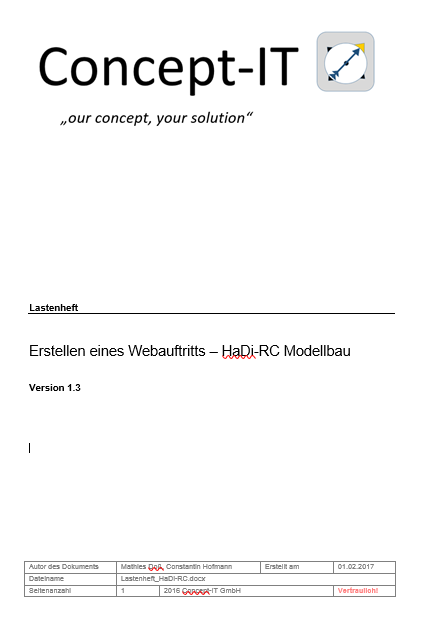 Concept-IT
„our concept, your solution“
Lastenheft
Erstellen eines Webauftritts – HaDi-RC Modellbau
Version 1.3
Autor des Dokuments Mathies Doß, Constantin Hofmann Erstellt am 01.02.2017
Dateiname Lastenheft_HaDi-RC.docx
Seitenanzahl 1 2016 Concept-IT GmbH Vertraulich!